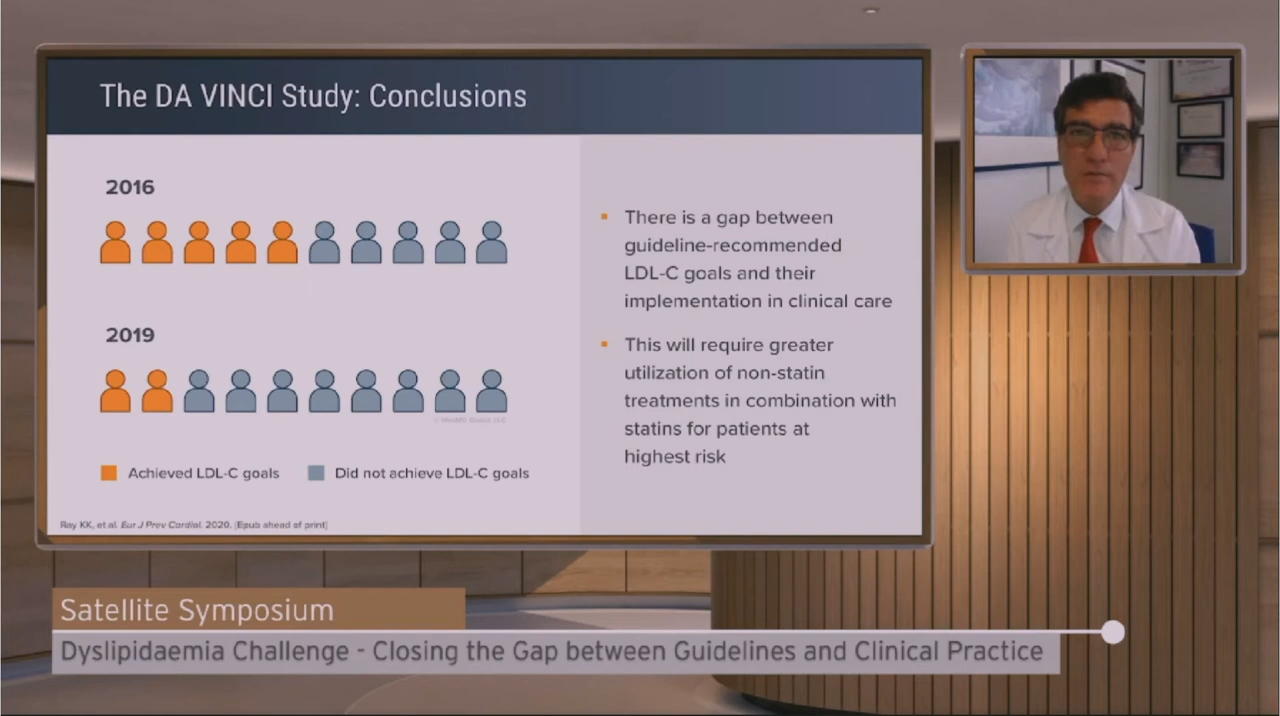 The DA VINCI Study: Conclusions
2016
2019
Achieved LDL-C goals
Did not achieve LDL-C goals
Ray KK, et al. Eur J Prev Cardiol. 2020. [Epub ahead of print]
▪ There is a gap between
guideline-recommended
LDL-C goals and their
implementation in clinical care
▪ This will require greater
utilization of non-statin
treatments in combination with
statins for patients at
highest risk
Satellite Symposium
Dyslipidaemia Challenge - Closing the Gap between Guidelines and Clinical Practice